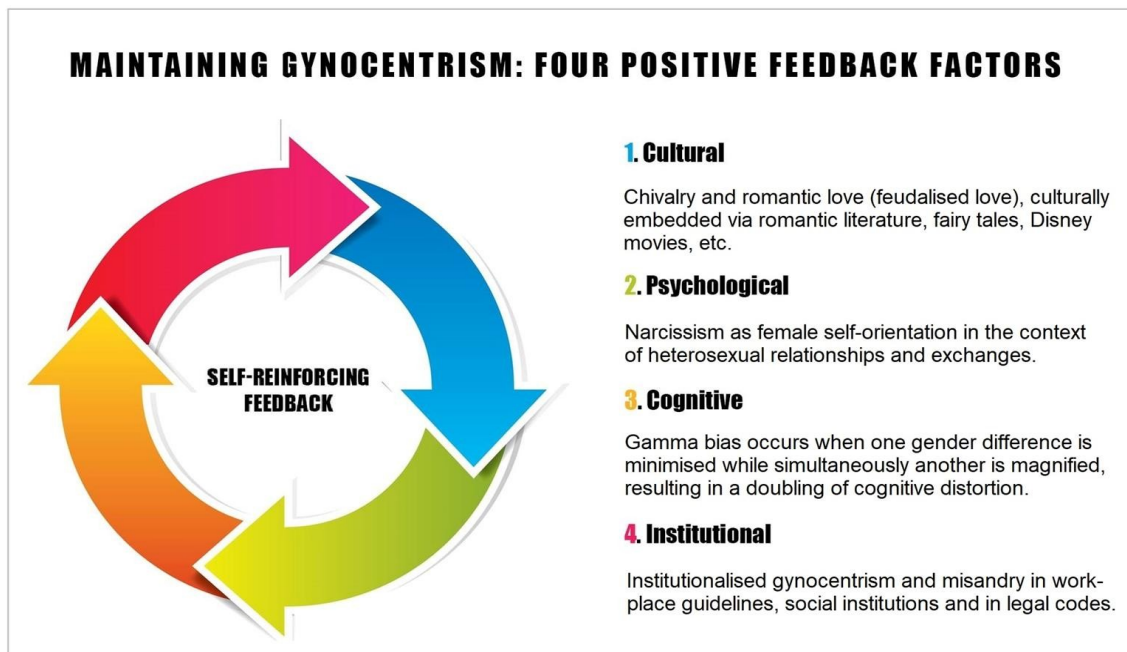 MAINTAINING GYNOCENTRISM: FOUR POSITIVE FEEDBACK FACTORS
SELF-REINFORCING
FEEDBACK
1. Cultural
Chivalry and romantic love (feudalised love), culturally
embedded via romantic literature, fairy tales, Disney
movies, etc.
2. Psychological
Narcissism as female self-orientation in the context
of heterosexual relationships and exchanges.
3. Cognitive
Gamma bias occurs when one gender difference is
minimised while simultaneously another is magnified,
resulting in a doubling of cognitive distortion.
4. Institutional
Institutionalised gynocentrism and misandry in work-
place guidelines, social institutions and in legal codes.